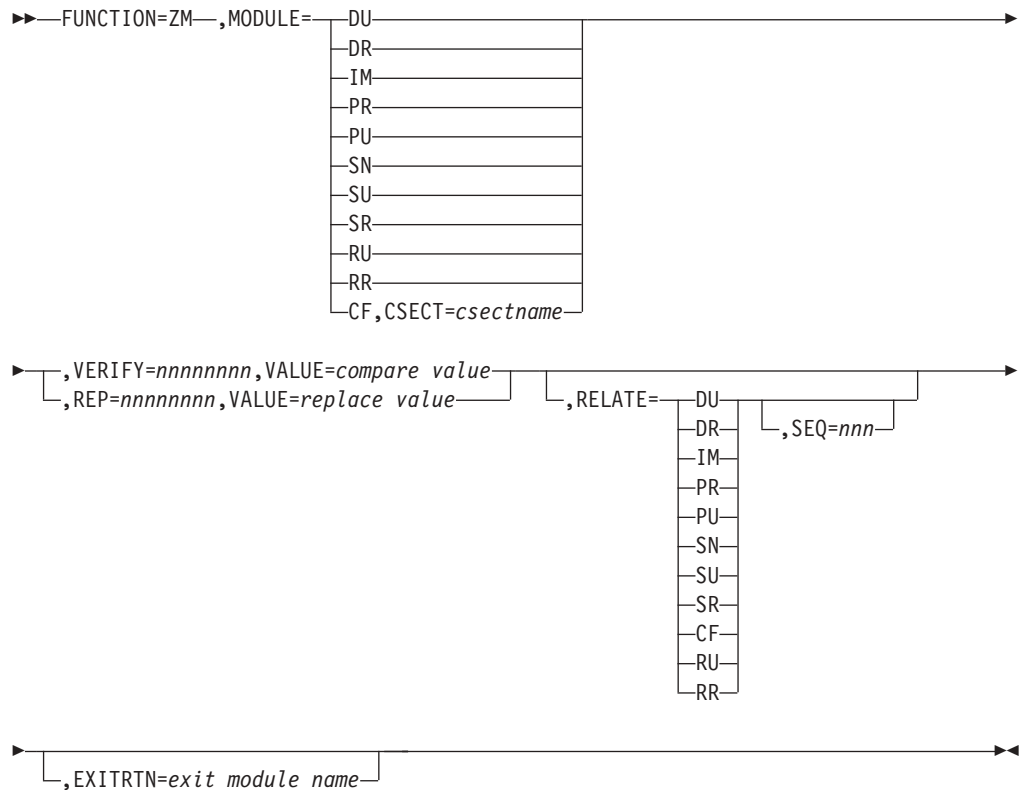 FUNCTION=ZM ,MODULE= DU
DR
IM
PR
PU
SN
SU
SR
RU
RR
CF,CSECT=csectname
,VERIFY=nnnnnnnn,VALUE=compare value
,REP=nnnnnnnn,VALUE=replace value
,RELATE= DU
DR
IM
PR
PU
SN
SU
SR
CF
RU
RR
,SEQ=nnn
,EXITRTN=exit module name